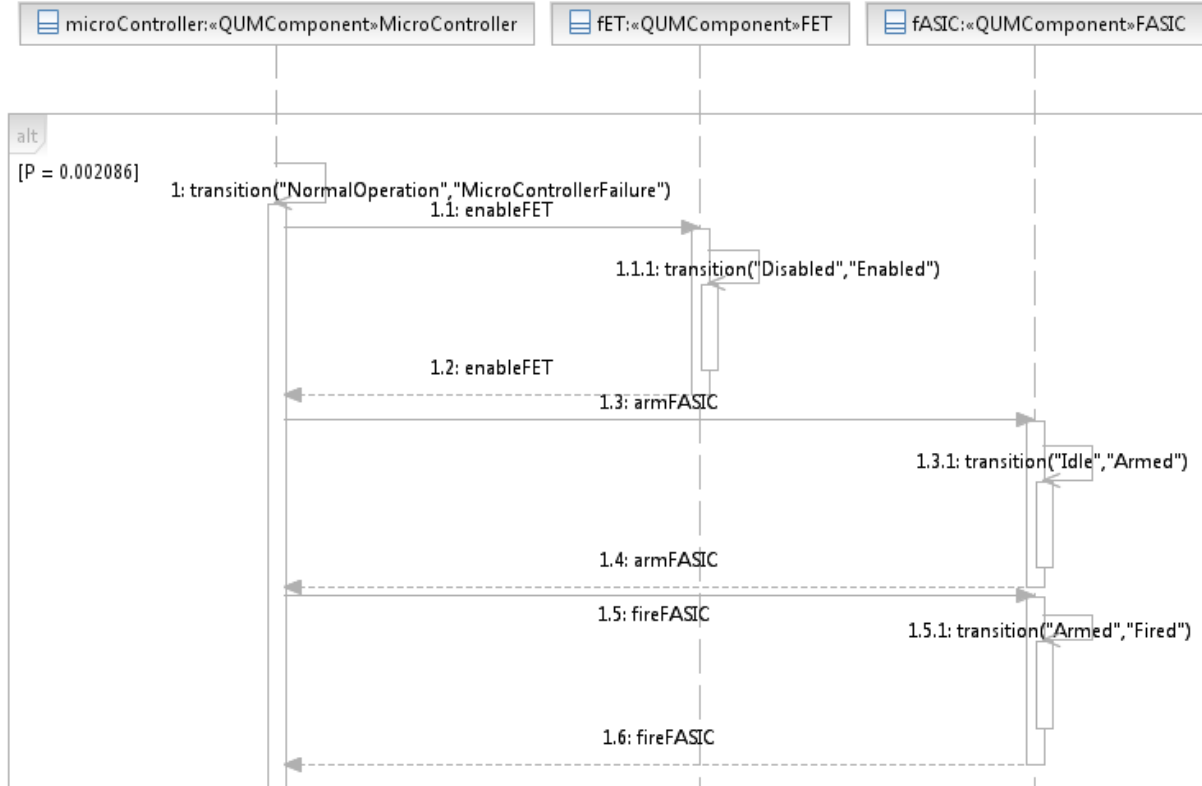 microController:«QUMComponent»MicroController
fET:«QUMComponent»FET
fASIC:«QUMComponent»FASIC
alt
[P = 0.002086]
1: transition("NormalOperation","MicroControllerFailure")
1.1: enableFET
1.1.1: transition("Disabled","Enabled")
1.2: enableFET
1.3: armFASIC
1.3.1: transition("Idle","Armed")
1.4: armFASIC
1.5: fireFASIC
1.5.1: transition("Armed","Fired")
1.6: fireFASIC